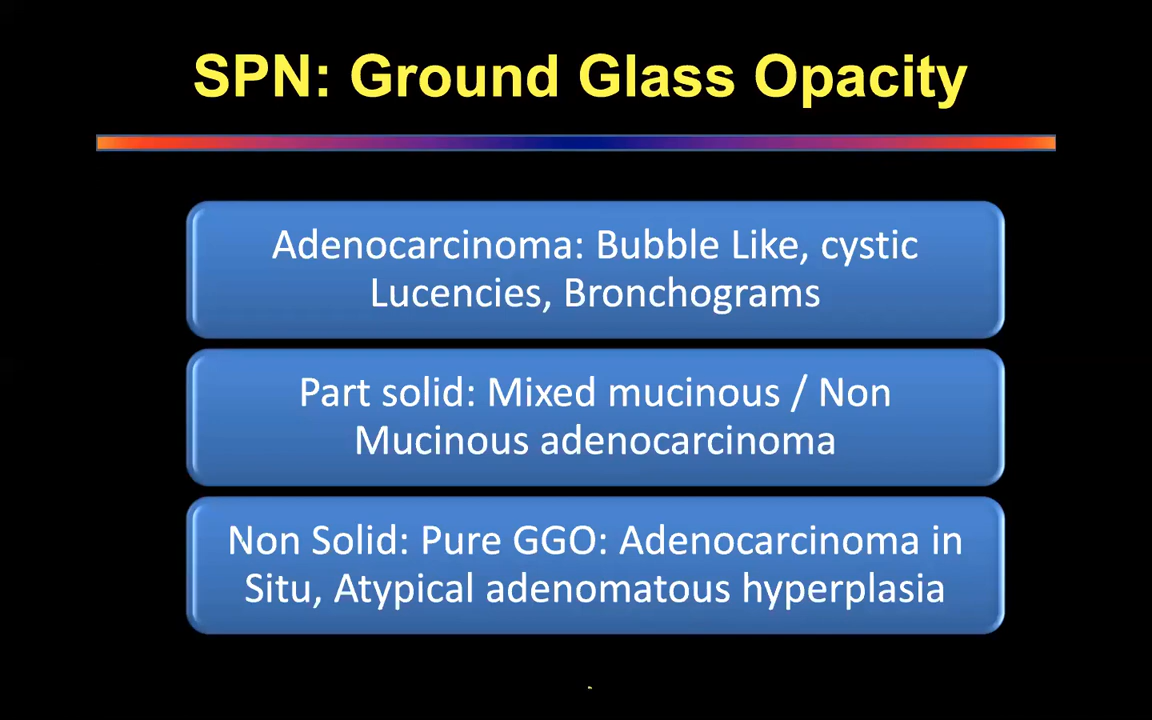 SPN: Ground Glass Opacity
Adenocarcinoma: Bubble Like, cystic
Lucencies, Bronchograms
Part solid: Mixed mucinous / Non
Mucinous adenocarcinoma
Non Solid: Pure GGO: Adenocarcinoma in
Situ, Atypical adenomatous hyperplasia